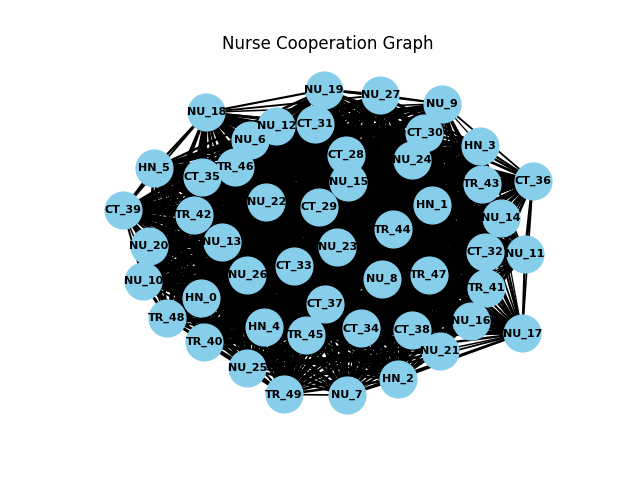 Nurse Cooperation Graph
NU_19
NU_27
NU_9
NU_18
NU_12
CT_31
CT_30
NU_6
HN_3
CT_28
NU_24
HN_5
TR_46
CT_35
NU_15
TR_43
CT_36
NU_22
CT_29
HN_1
CT_39
TR_42
NU_14
TR_44
NU_20
NU_13
NU_23
CT_32
NU_11
CT_33
NU_26
NU_8
TR_47
NU_10
TR_41
HN_0
CT_37
TR_48
NU_16
HN_4
TR_45
CT_34
CT_38
NU_17
TR_40
NU_21
NU_25
HN_2
TR_49
NU_7